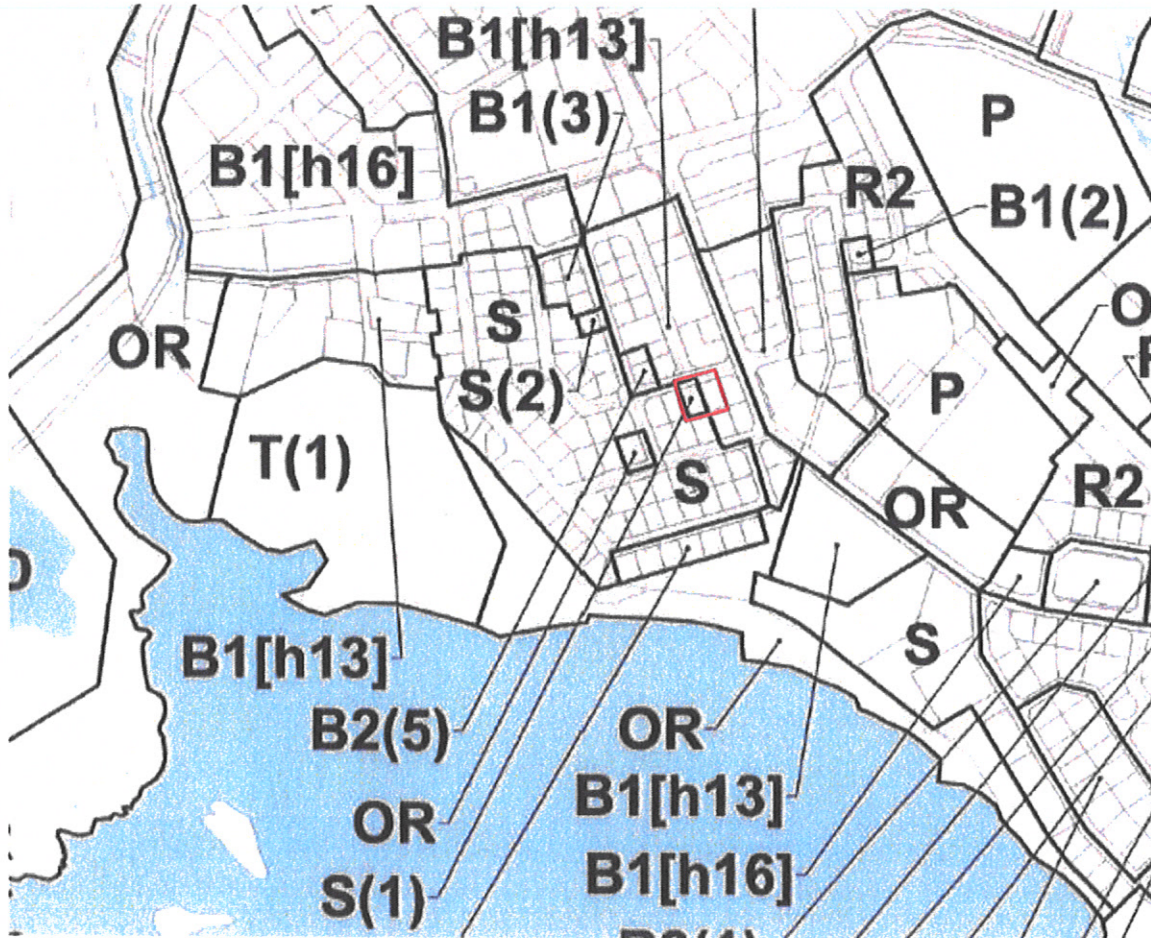 B1[h13]
B1(3)
P
B1[h16]
R2
B1(2)
S
OR
S(2)
P
T(1)
S
R2
OR
B1[h13]
S
B2(5)
OR
B1[h13]
OR
B1[h16]
S(1)